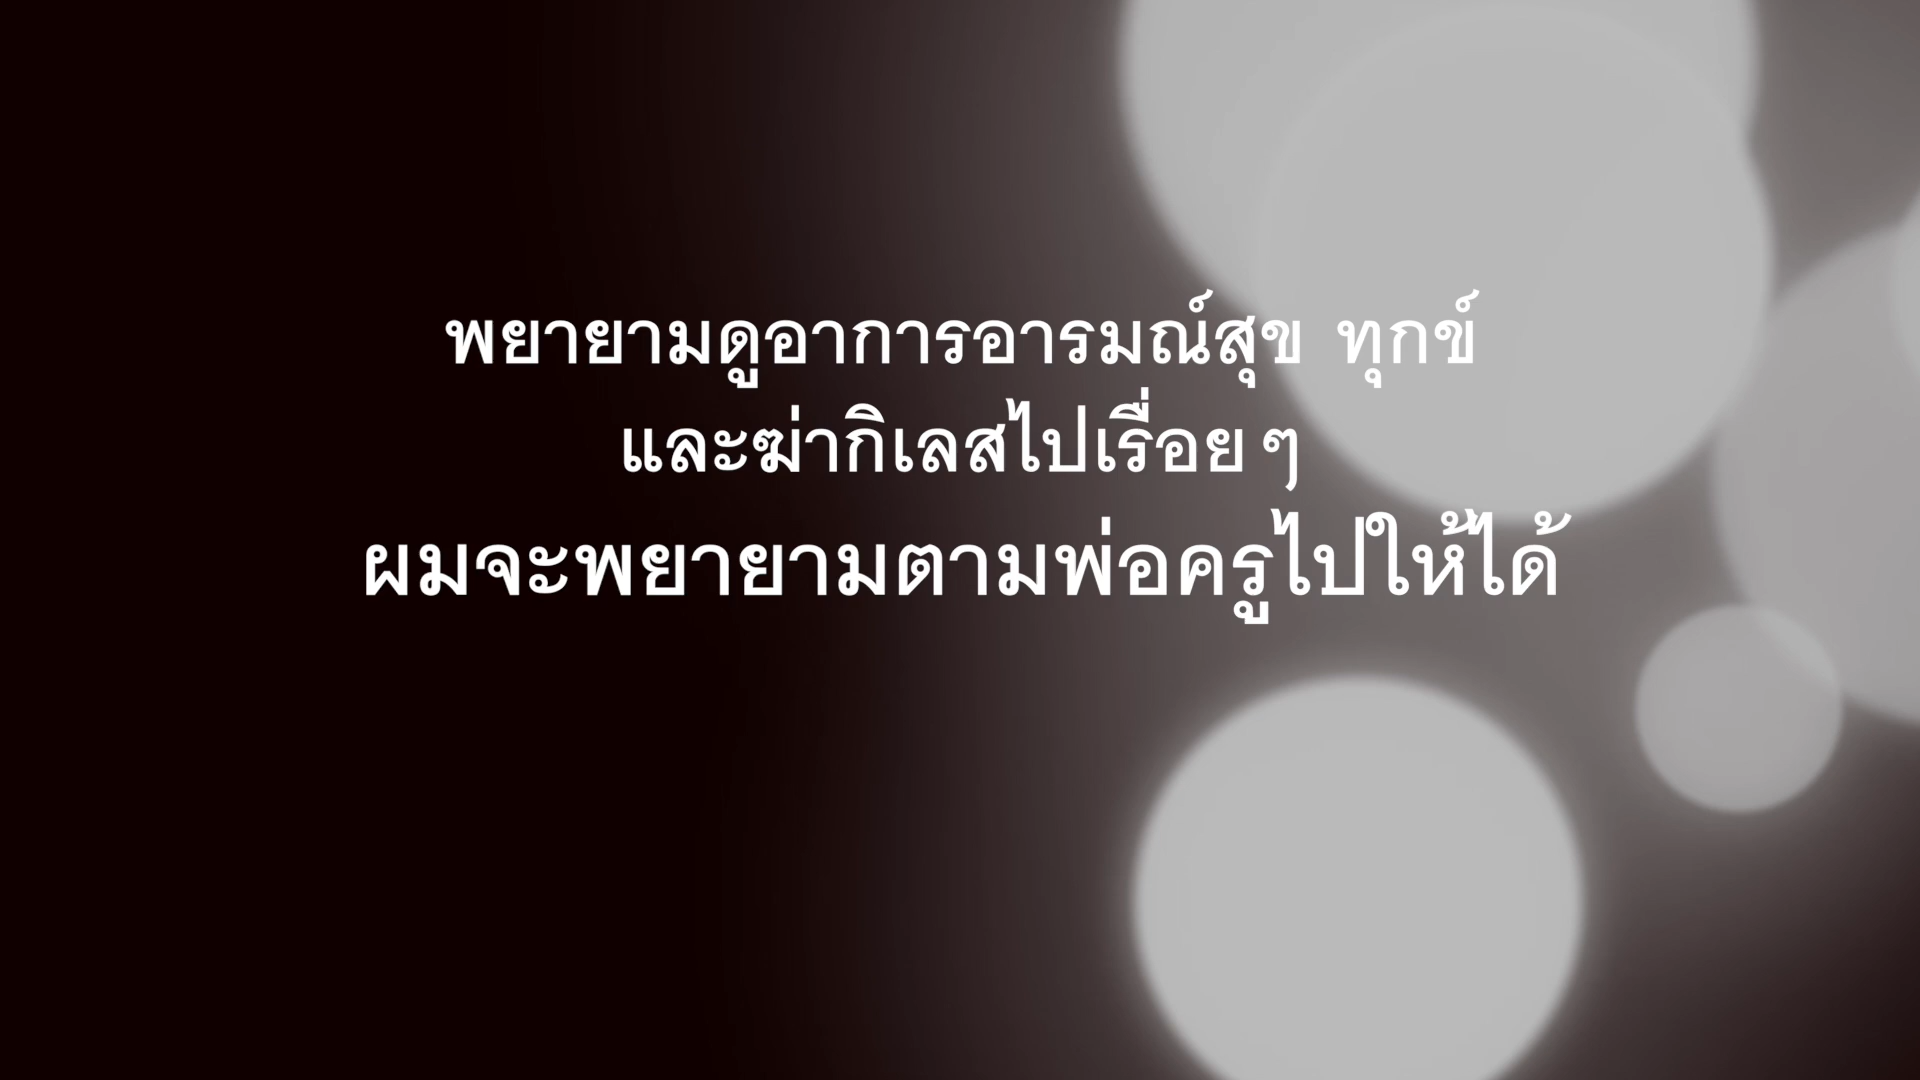 พยายามดูอาการอารมณ์สุข ทุกข์
และฆ่ากิเลสไปเรื่อยๆ
ผมจะพยายามตามพ่อครูไปให้ได้